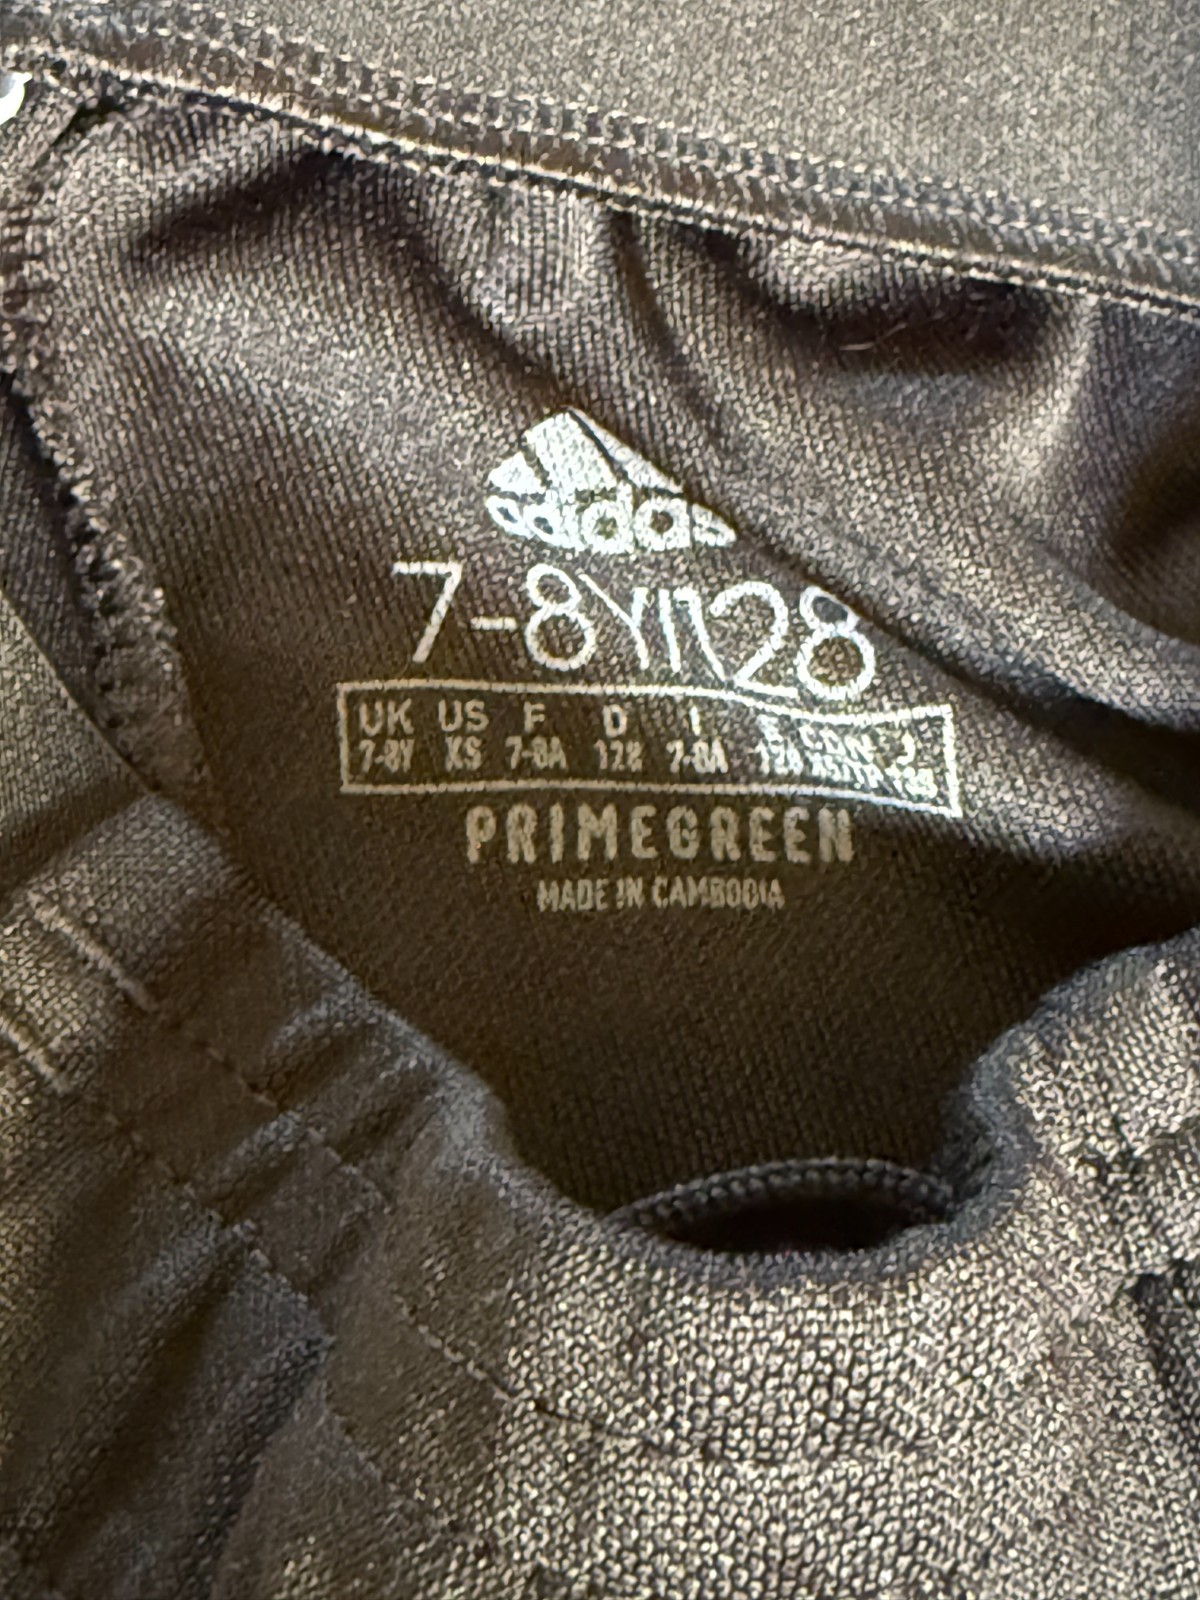 adidas
7-8Y 128
UK US F D I
7-8Y XS 7-8A 128 7-8A
PRIMEGREEN
MADE IN CAMBODIA